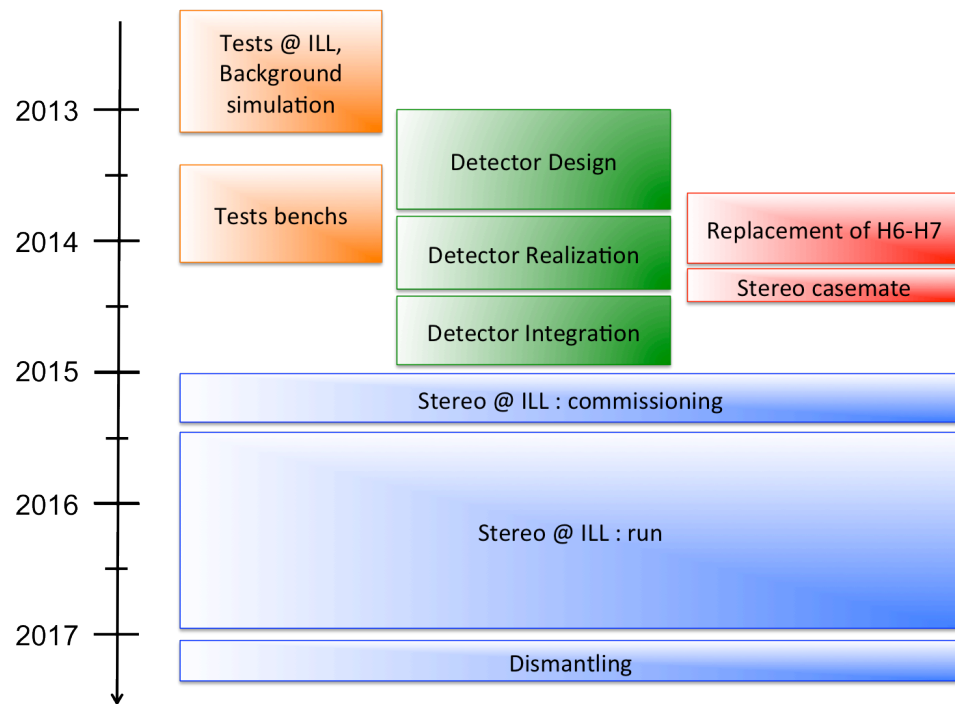 Tests @ ILL,
Background
simulation
2013
Detector Design
Tests benchs
Replacement of H6-H7
2014
Detector Realization
Stereo casemate
Detector Integration
2015
Stereo @ ILL : commissioning
2016
Stereo @ ILL : run
2017
Dismantling